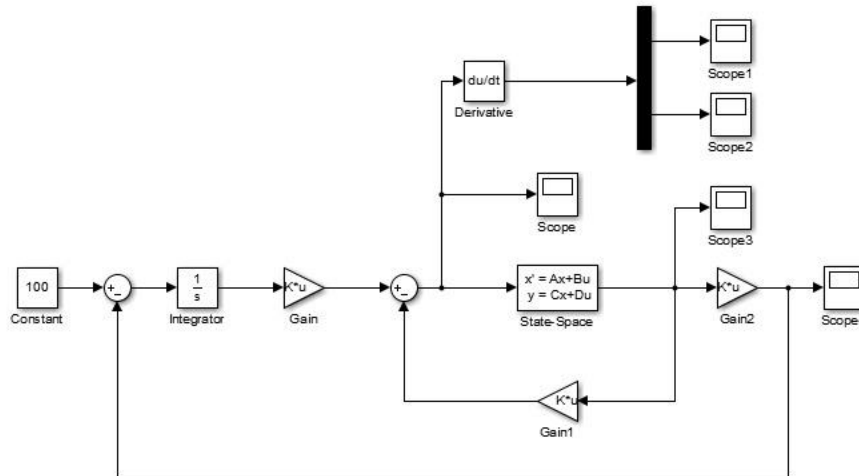 du/dt
Derivative
Scope1
Scope2
Scope
Scope3
100
Constant
+
-
1
s
Integrator
K*u
Gain
+
-
x' = Ax+Bu
y = Cx+Du
State-Space
K*u
Gain2
Scope
K*u
Gain1